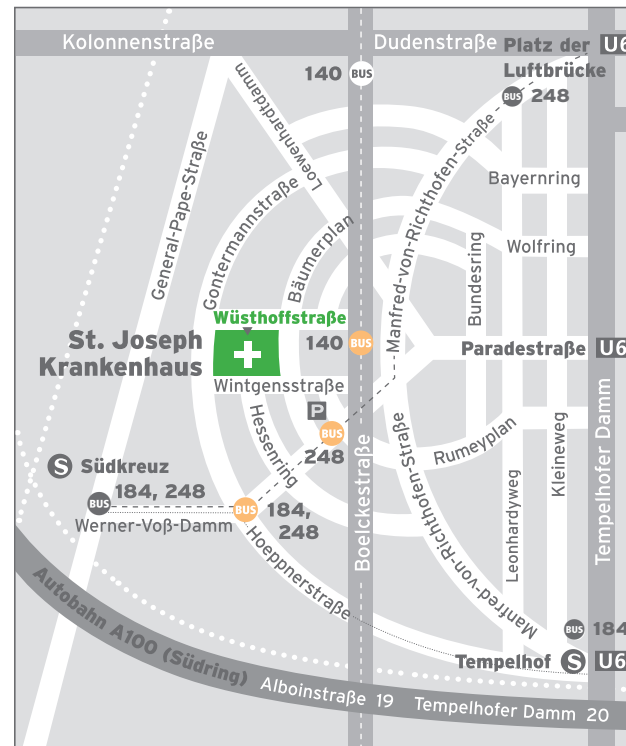 Kolonnenstraße
Dudenstraße
Platz der
Luftbrücke
U6
140 BUS
BUS 248
Loewenhardtdamm
General-Pape-Straße
Gontermannstraße
Bäumerplan
Manfred-von-Richthofen-Straße
Bayernring
Wolfring
Bundesring
Wüsthoffstraße
St. Joseph
Krankenhaus
140 BUS
Paradestraße U6
Wintgensstraße
P
BUS
248
Hessenring
Boelckestraße
Manfred-von-Richthofen-Straße
Rumeyplan
Leonhardyweg
Kleineweg
Tempelhofer Damm
S Südkreuz
BUS 184, 248
Werner-Voß-Damm
BUS 184,
248
Hoeppnerstraße
BUS 184
Tempelhof S U6
Autobahn A100 (Südring)
Alboinstraße 19
Tempelhofer Damm 20